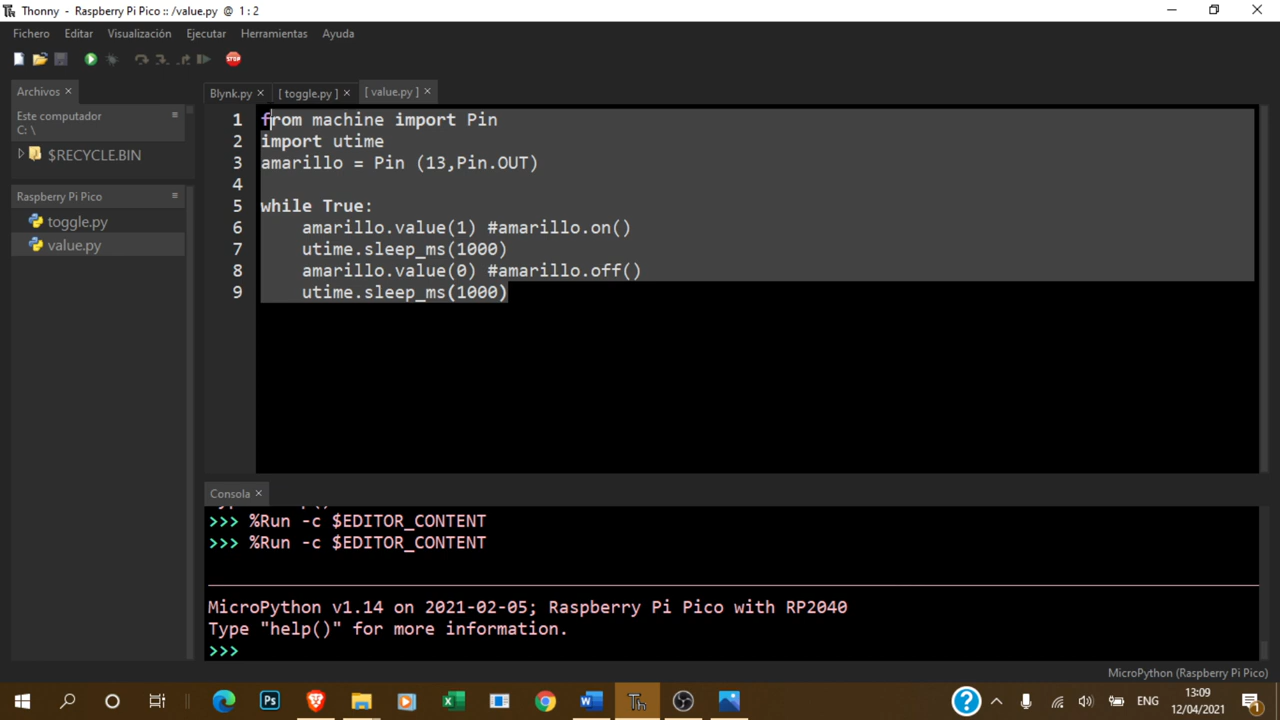 Thonny - Raspberry Pi Pico :: /value.py @ 1 : 2
Fichero Editar Visualización Ejecutar Herramientas Ayuda
STOP
Archivos ×
Este computador
C: \
$RECYCLE.BIN
Raspberry Pi Pico
toggle.py
value.py
Blynk.py × [ toggle.py ] × [ value.py ] ×
1 from machine import Pin
2 import utime
3 amarillo = Pin (13,Pin.OUT)
4
5 while True:
6 amarillo.value(1) #amarillo.on()
7 utime.sleep_ms(1000)
8 amarillo.value(0) #amarillo.off()
9 utime.sleep_ms(1000)
Consola ×
>>> %Run -c $EDITOR_CONTENT
>>> %Run -c $EDITOR_CONTENT
MicroPython v1.14 on 2021-02-05; Raspberry Pi Pico with RP2040
Type "help()" for more information.
>>>
MicroPython (Raspberry Pi Pico)
Ps
Th
ENG
13:09
12/04/2021
1